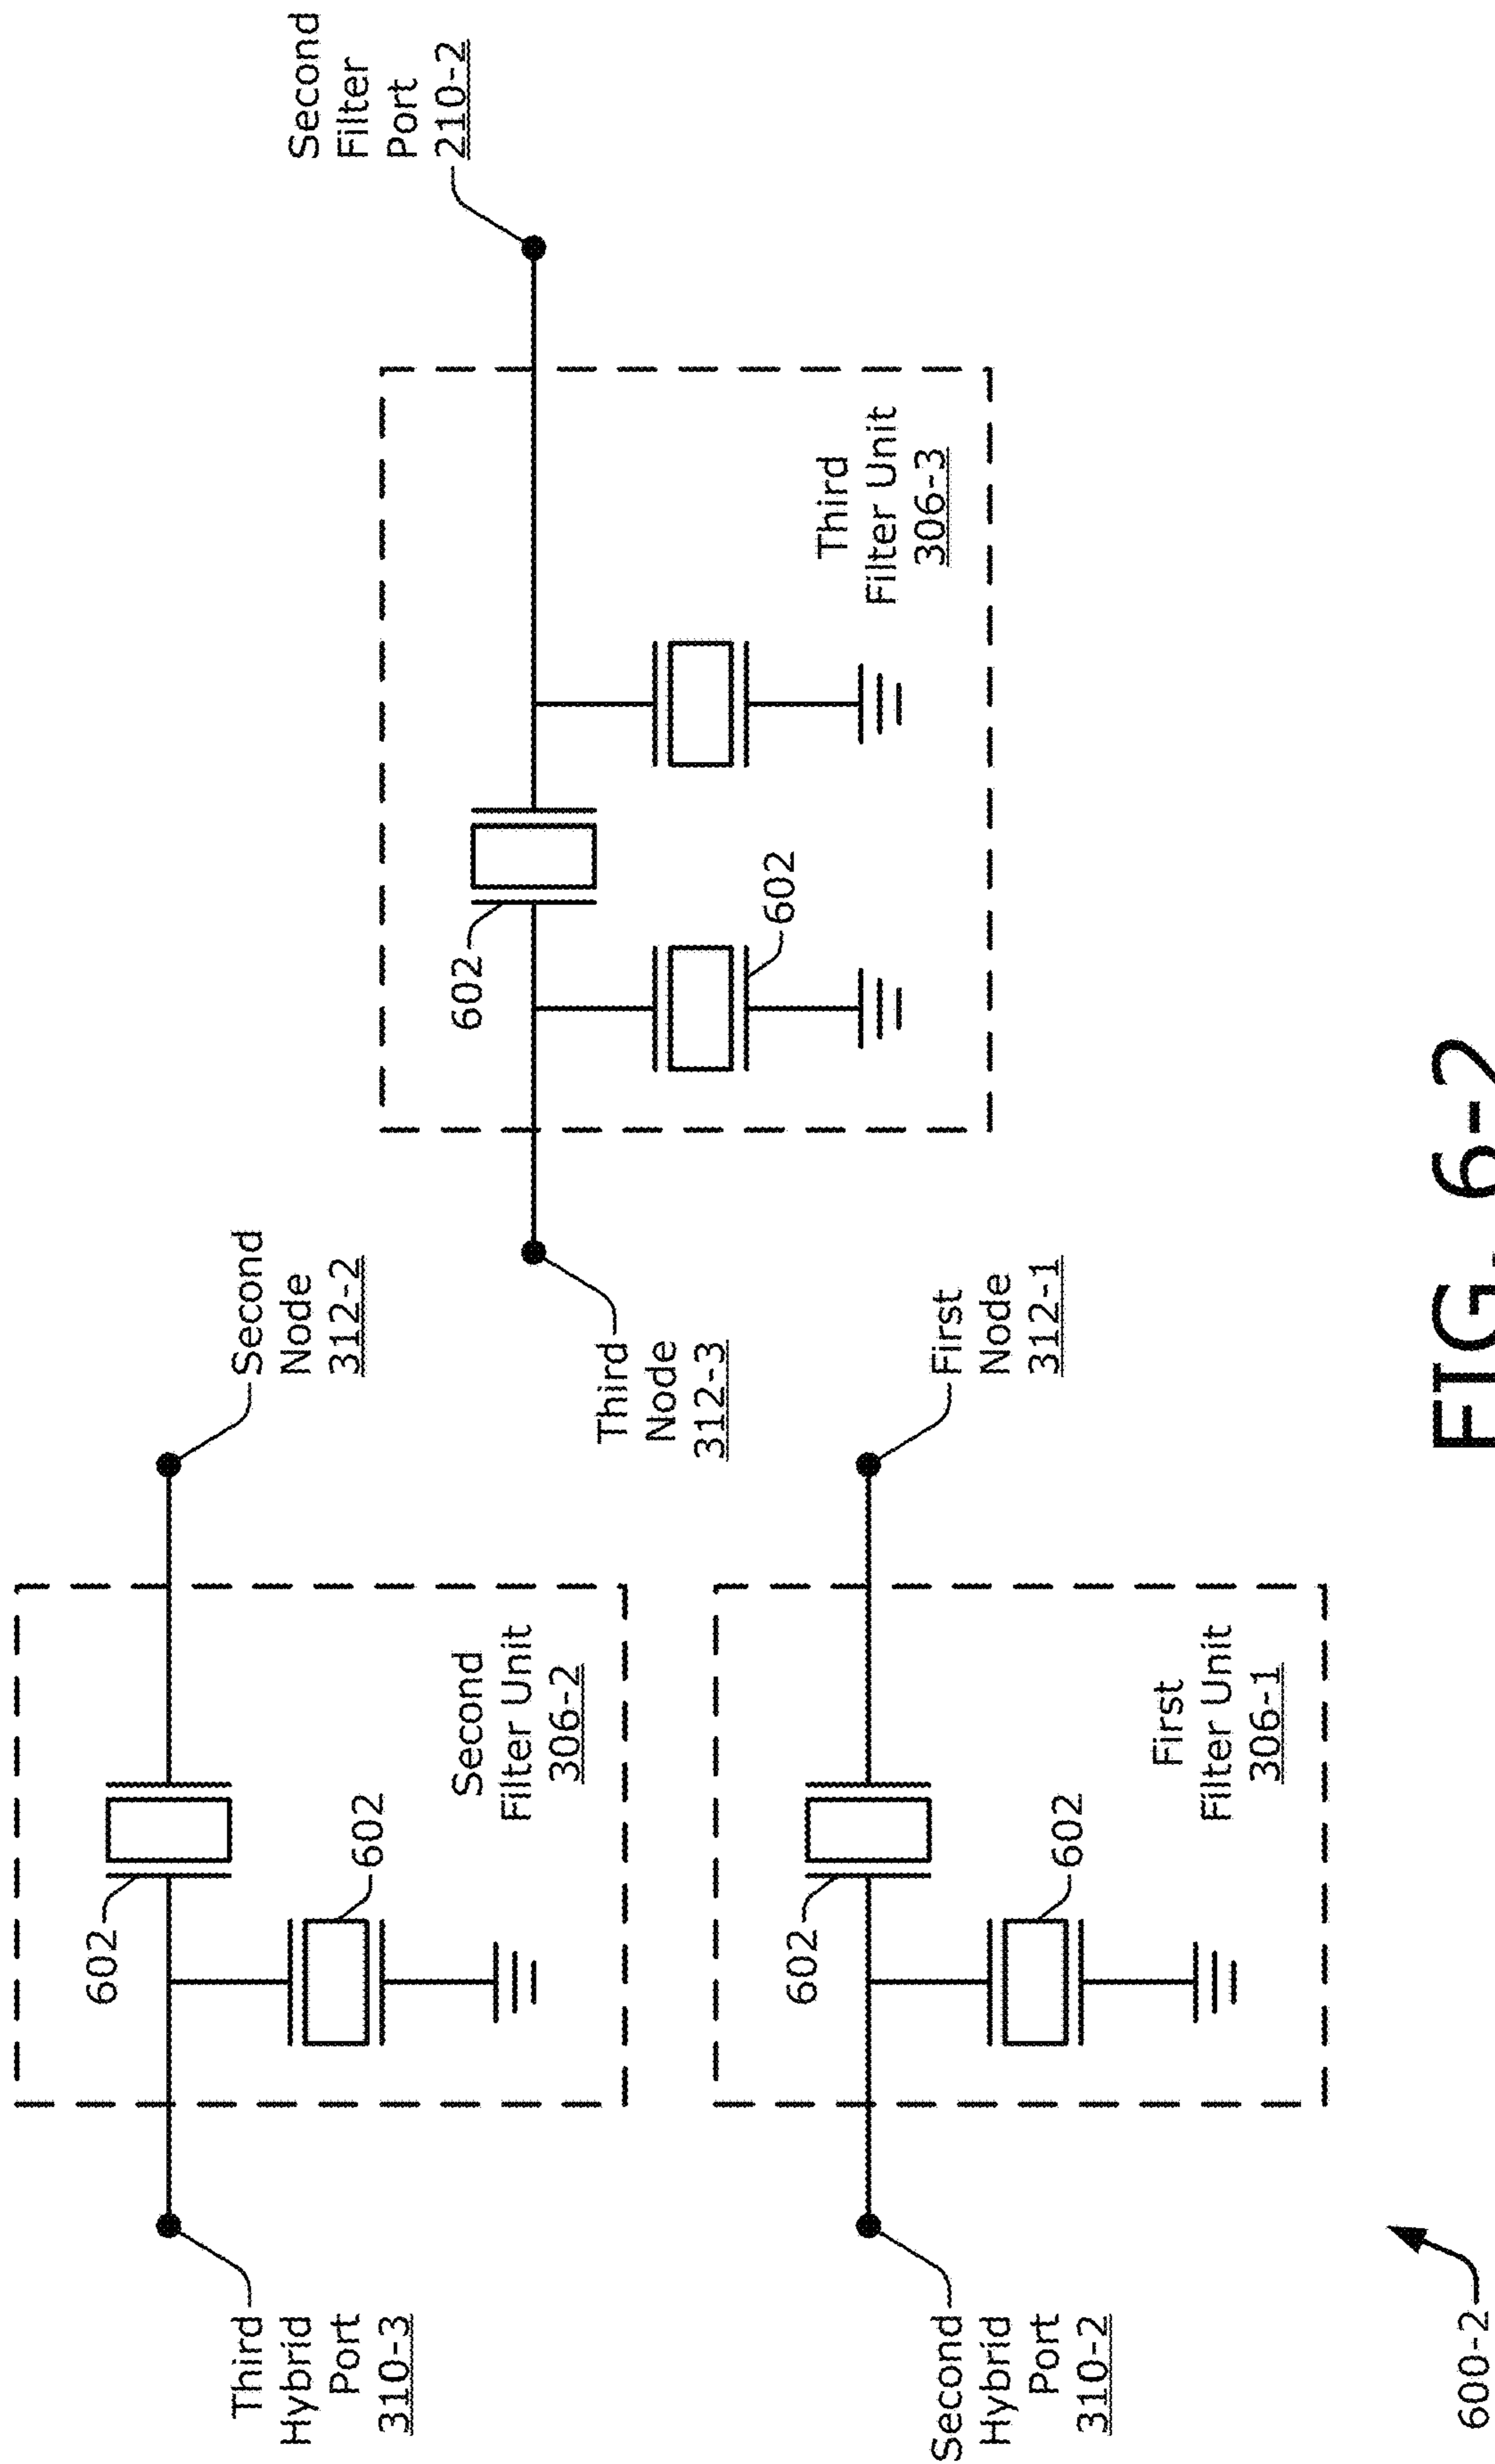 Third
Hybrid
Port
310-3
602
602
Second
Filter Unit
306-2
Second
Node
312-2
Second
Hybrid
Port
310-2
602
602
First
Filter Unit
306-1
First
Node
312-1
Third
Node
312-3
602
602
Third
Filter Unit
306-3
Second
Filter
Port
210-2
600-2
FIG. 6-2